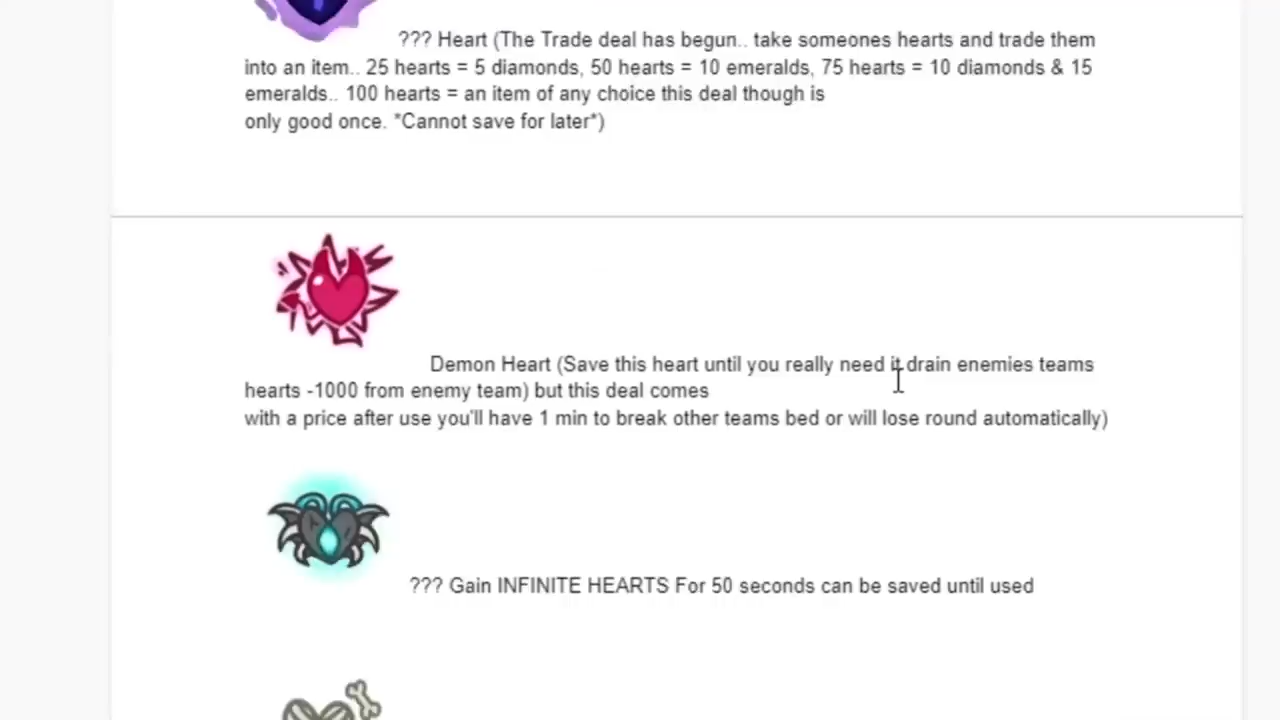 ??? Heart (The Trade deal has begun.. take someones hearts and trade them
into an item.. 25 hearts = 5 diamonds, 50 hearts = 10 emeralds, 75 hearts = 10 diamonds & 15
emeralds.. 100 hearts = an item of any choice this deal though is
only good once. *Cannot save for later*)
Demon Heart (Save this heart until you really need it drain enemies teams
hearts -1000 from enemy team) but this deal comes
with a price after use you'll have 1 min to break other teams bed or will lose round automatically)
??? Gain INFINITE HEARTS For 50 seconds can be saved until used